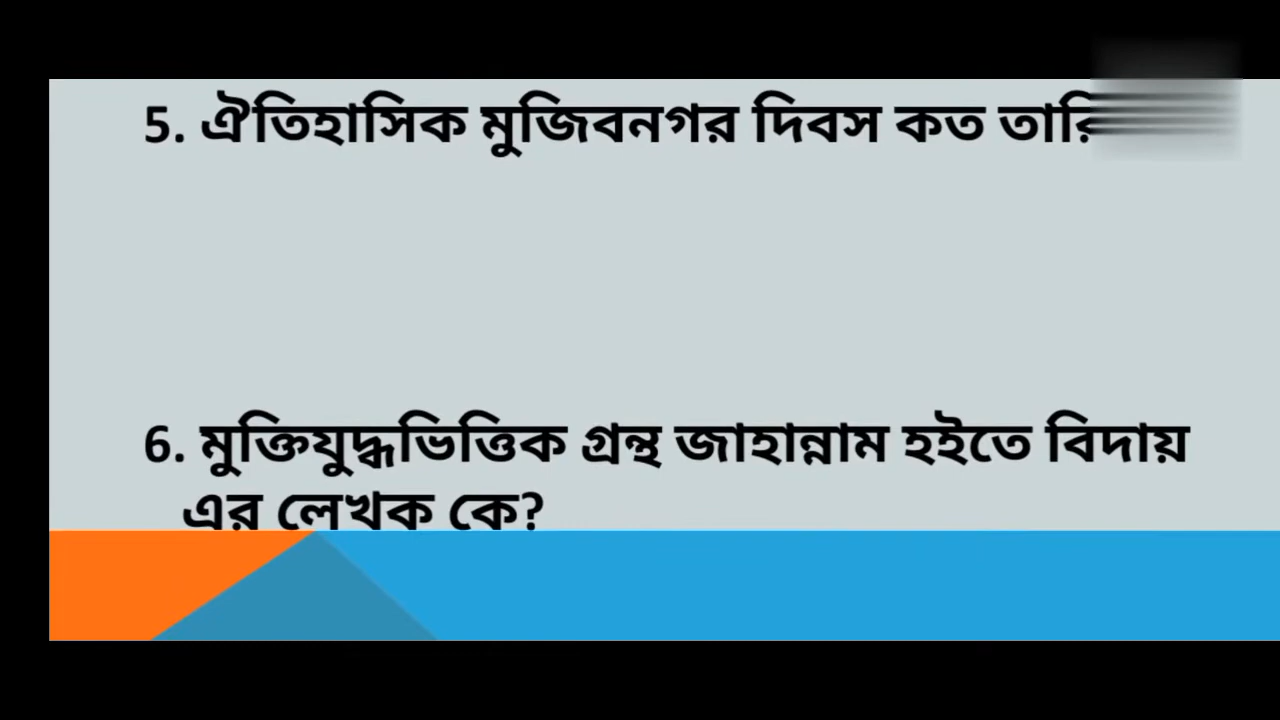 5. ঐতিহাসিক মুজিবনগর দিবস কত
6. মুক্তিযুদ্ধভিত্তিক গ্রন্থ জাহান্নাম হইতে বিদায়
এর লেখক কে?